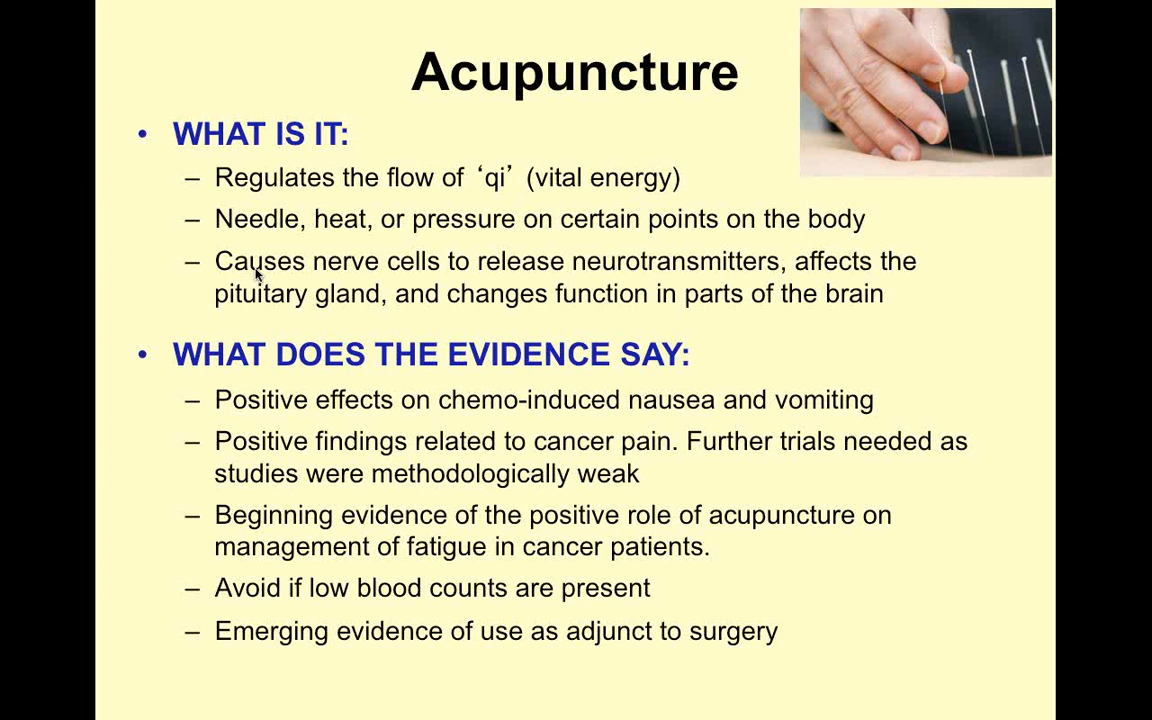 Acupuncture
• WHAT IS IT:
– Regulates the flow of ‘qi’ (vital energy)
– Needle, heat, or pressure on certain points on the body
– Causes nerve cells to release neurotransmitters, affects the
pituitary gland, and changes function in parts of the brain
• WHAT DOES THE EVIDENCE SAY:
– Positive effects on chemo-induced nausea and vomiting
– Positive findings related to cancer pain. Further trials needed as
studies were methodologically weak
– Beginning evidence of the positive role of acupuncture on
management of fatigue in cancer patients.
– Avoid if low blood counts are present
– Emerging evidence of use as adjunct to surgery